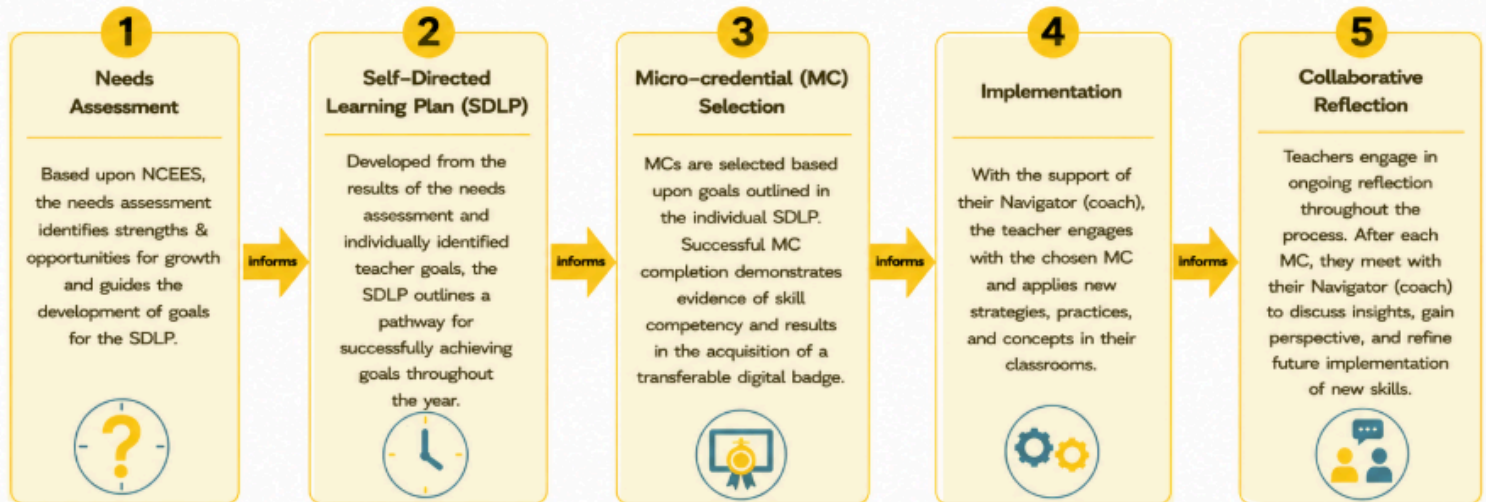 1
Needs
Assessment
Based upon NCEES,
the needs assessment
identifies strengths &
opportunities for growth
and guides the
development of goals
for the SDLP.
informs
2
Self-Directed
Learning Plan (SDLP)
Developed from the
results of the needs
assessment and
individually identified
teacher goals, the
SDLP outlines a
pathway for
successfully achieving
goals throughout
the year.
informs
3
Micro-credential (MC)
Selection
MCs are selected based
upon goals outlined in
the individual SDLP.
Successful MC
completion demonstrates
evidence of skill
competency and results
in the acquisition of a
transferable digital badge.
informs
4
Implementation
With the support of
their Navigator (coach),
the teacher engages
with the chosen MC
and applies new
strategies, practices,
and concepts in their
classrooms.
informs
5
Collaborative
Reflection
Teachers engage in
ongoing reflection
throughout the
process. After each
MC, they meet with
their Navigator (coach)
to discuss insights, gain
perspective, and refine
future implementation
of new skills.